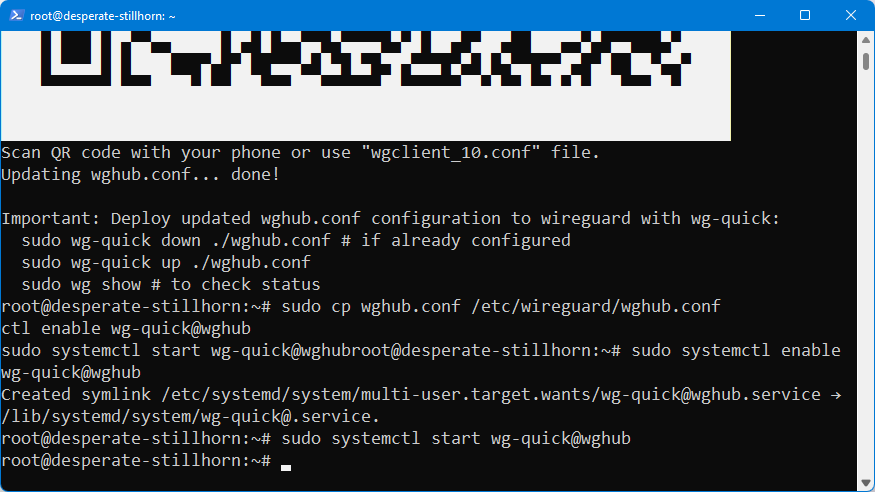 root@desperate-stillhorn: ~
Scan QR code with your phone or use "wgclient_10.conf" file.
Updating wghub.conf... done!
Important: Deploy updated wghub.conf configuration to wireguard with wg-quick:
sudo wg-quick down ./wghub.conf # if already configured
sudo wg-quick up ./wghub.conf
sudo wg show # to check status
root@desperate-stillhorn:~# sudo cp wghub.conf /etc/wireguard/wghub.conf
ctl enable wg-quick@wghub
sudo systemctl start wg-quick@wghubroot@desperate-stillhorn:~# sudo systemctl enable
wg-quick@wghub
Created symlink /etc/systemd/system/multi-user.target.wants/wg-quick@wghub.service →
/lib/systemd/system/wg-quick@.service.
root@desperate-stillhorn:~# sudo systemctl start wg-quick@wghub
root@desperate-stillhorn:~#